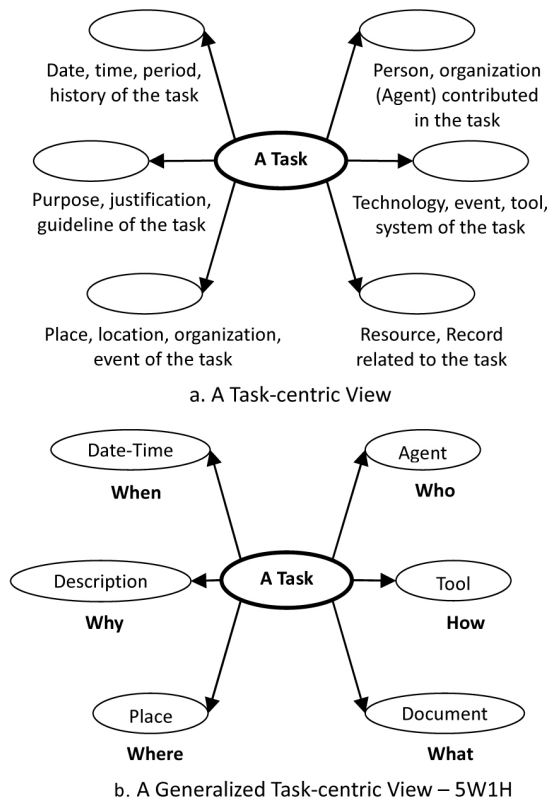 Date, time, period,
history of the task
Person, organization
(Agent) contributed
in the task
A Task
Purpose, justification,
guideline of the task
Technology, event, tool,
system of the task
Place, location, organization,
event of the task
Resource, Record
related to the task
a. A Task-centric View
Date-Time
When
Agent
Who
A Task
Description
Why
Tool
How
Place
Where
Document
What
b. A Generalized Task-centric View – 5W1H